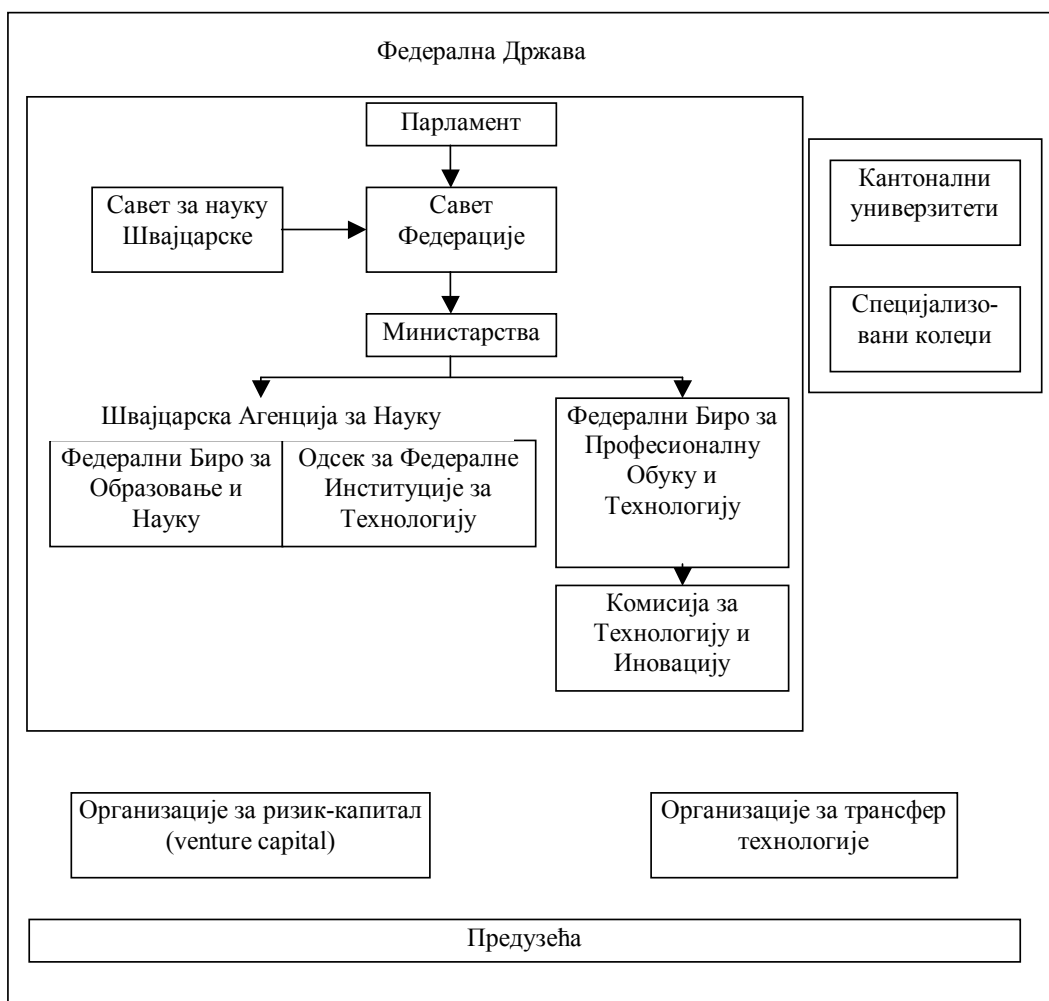 Федерална Држава
Парламент
Савет за науку
Швајцарске
Савет
Федерације
Кантонални
универзитети
Министарства
Специјализо-
вани колеџи
Швајцарска Агенција за Науку
Федерални Биро за
Образовање и
Науку
Одсек за Федералне
Институције за
Технологију
Федерални Биро за
Професионалну
Обуку и
Технологију
Комисија за
Технологију и
Иновацију
Организације за ризик-капитал
(venture capital)
Организације за трансфер
технологије
Предузећа